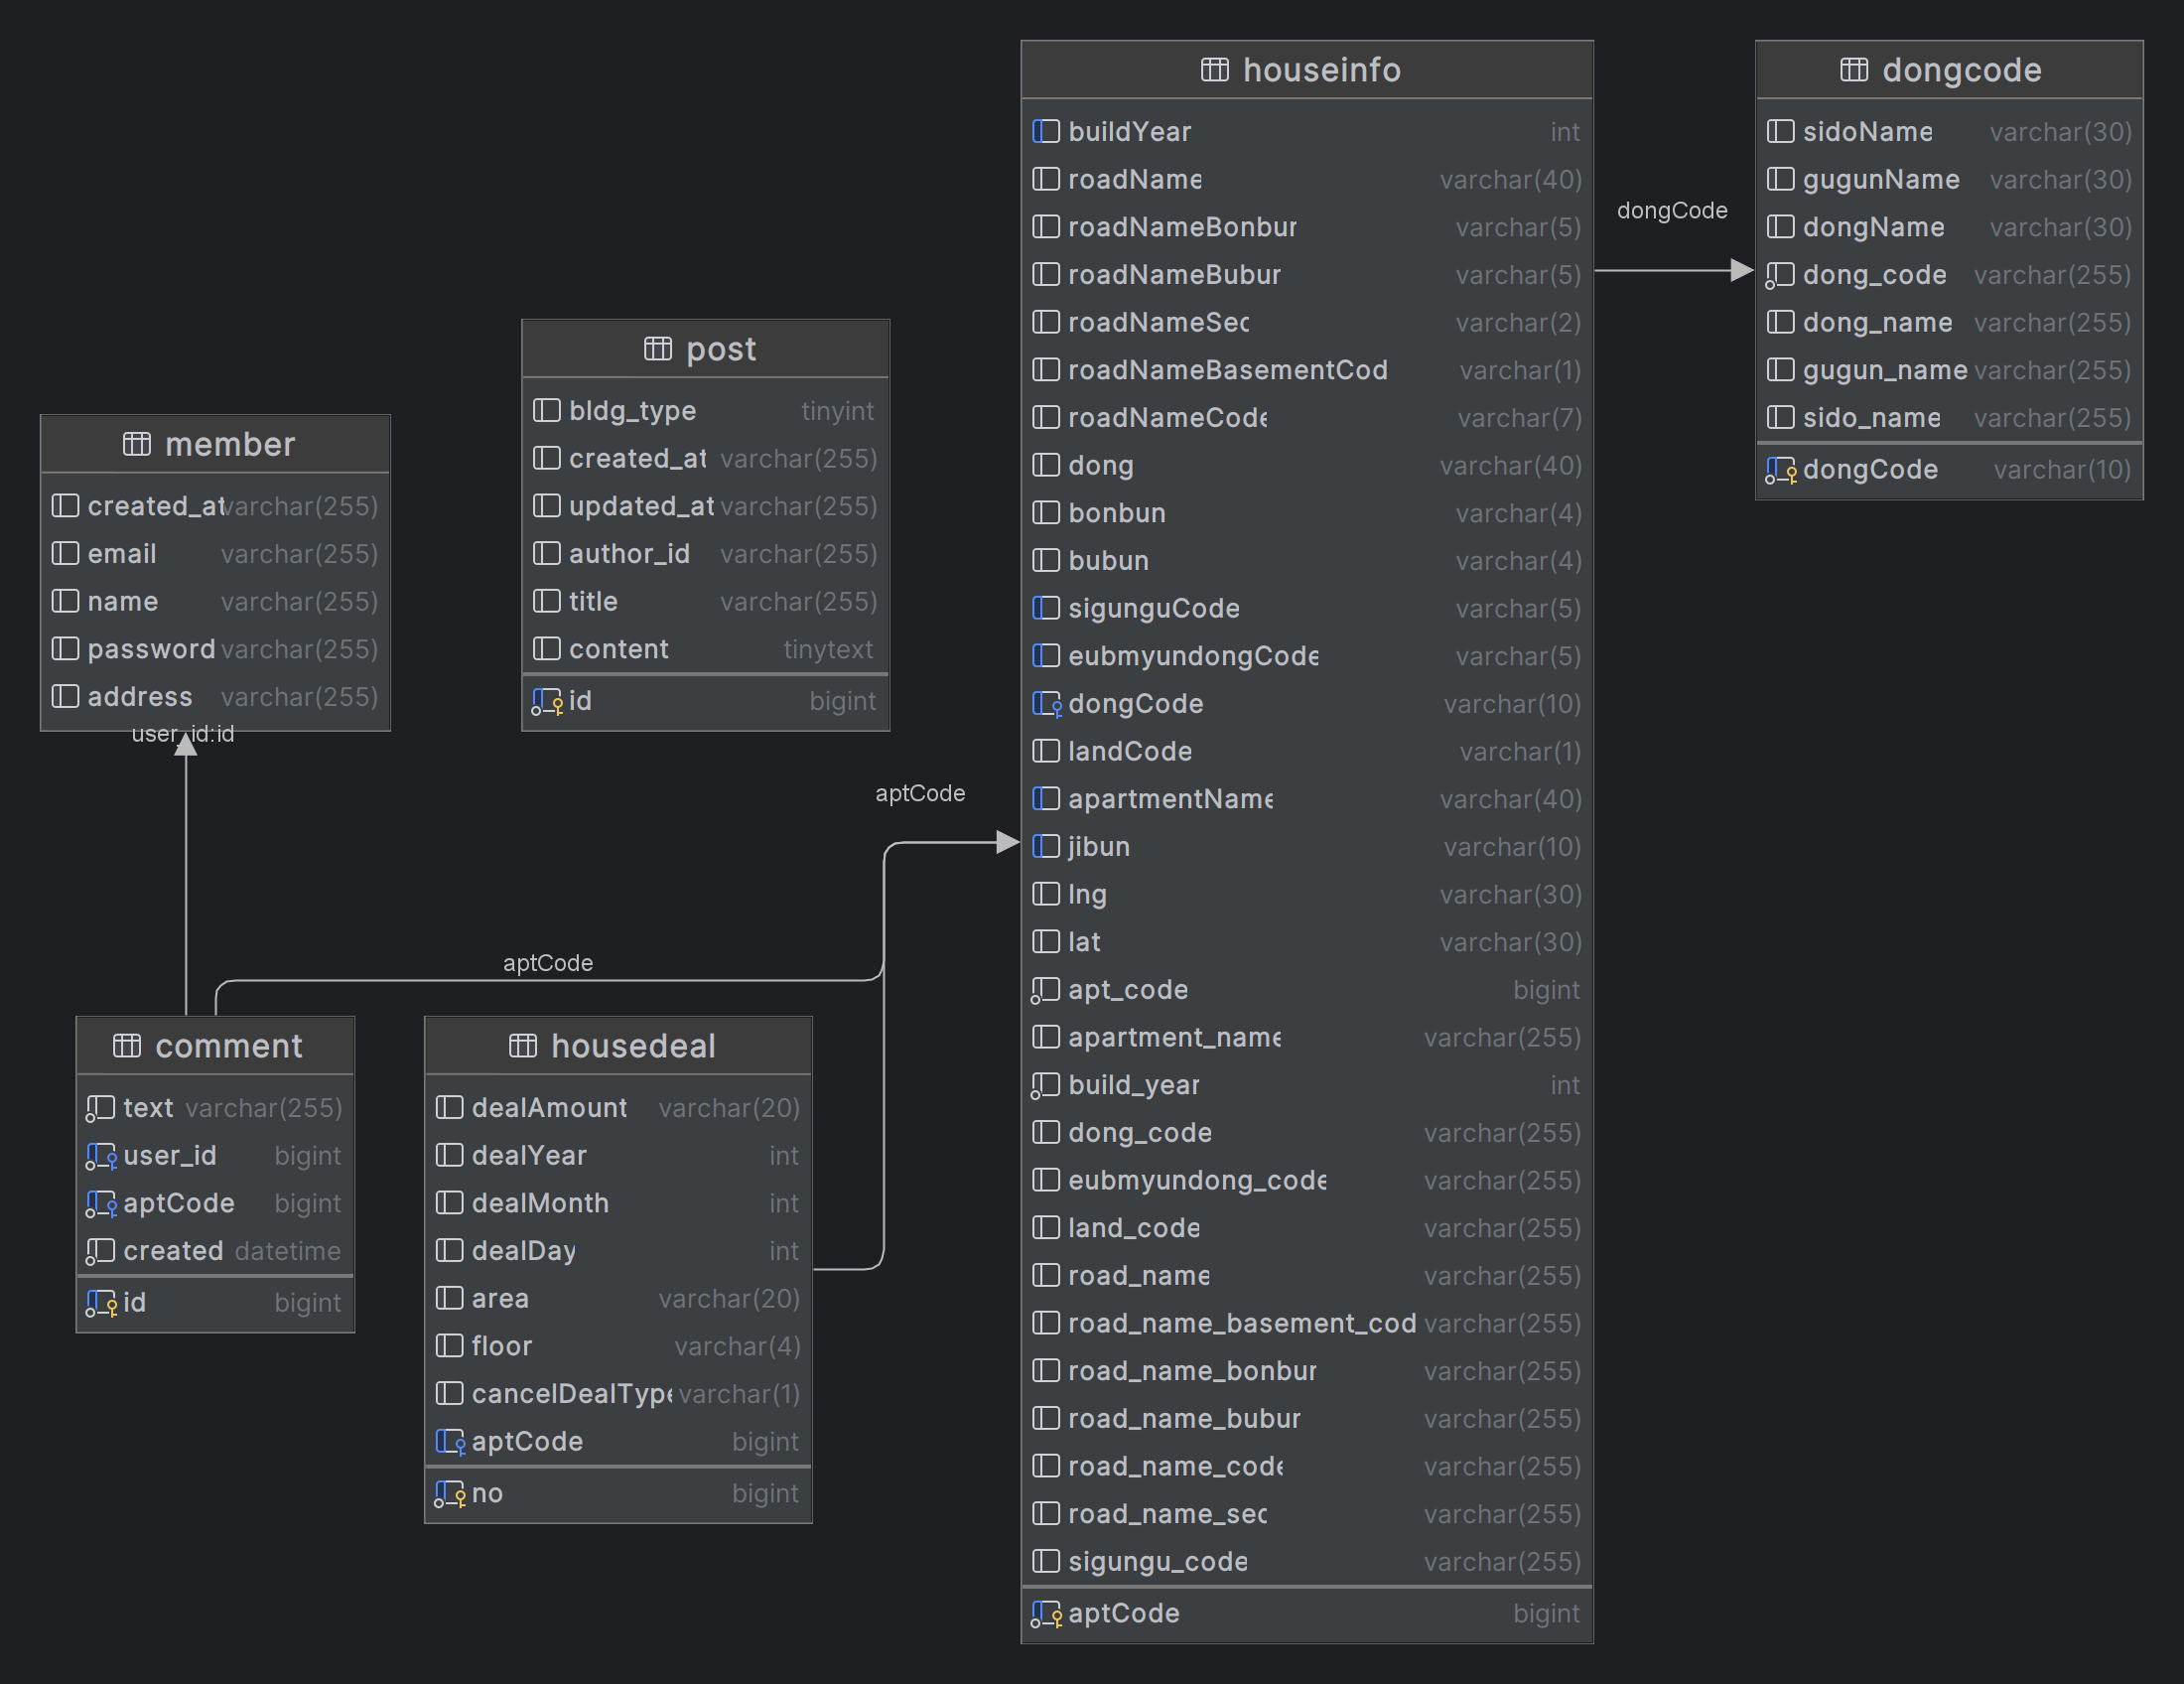 member
created_at varchar(255)
email varchar(255)
name varchar(255)
password varchar(255)
address varchar(255)
user_id:id
post
bldg_type tinyint
created_at varchar(255)
updated_at varchar(255)
author_id varchar(255)
title varchar(255)
content tinytext
id bigint
aptCode
aptCode
comment
text varchar(255)
user_id bigint
aptCode bigint
created datetime
id bigint
housedeal
dealAmount varchar(20)
dealYear int
dealMonth int
dealDay int
area varchar(20)
floor varchar(4)
cancelDealType varchar(1)
aptCode bigint
no bigint
houseinfo
buildYear int
roadName varchar(40)
roadNameBonbur varchar(5)
roadNameBubur varchar(5)
roadNameSec varchar(2)
roadNameBasementCod varchar(1)
roadNameCode varchar(7)
dong varchar(40)
bonbun varchar(4)
bubun varchar(4)
sigunguCode varchar(5)
eubmyundongCode varchar(5)
dongCode varchar(10)
landCode varchar(1)
apartmentName varchar(40)
jibun varchar(10)
lng varchar(30)
lat varchar(30)
apt_code bigint
apartment_name varchar(255)
build_year int
dong_code varchar(255)
eubmyundong_code varchar(255)
land_code varchar(255)
road_name varchar(255)
road_name_basement_cod varchar(255)
road_name_bonbur varchar(255)
road_name_bubur varchar(255)
road_name_code varchar(255)
road_name_sec varchar(255)
sigungu_code varchar(255)
aptCode bigint
dongCode
dongcode
sidoName varchar(30)
gugunName varchar(30)
dongName varchar(30)
dong_code varchar(255)
dong_name varchar(255)
gugun_name varchar(255)
sido_name varchar(255)
dongCode varchar(10)